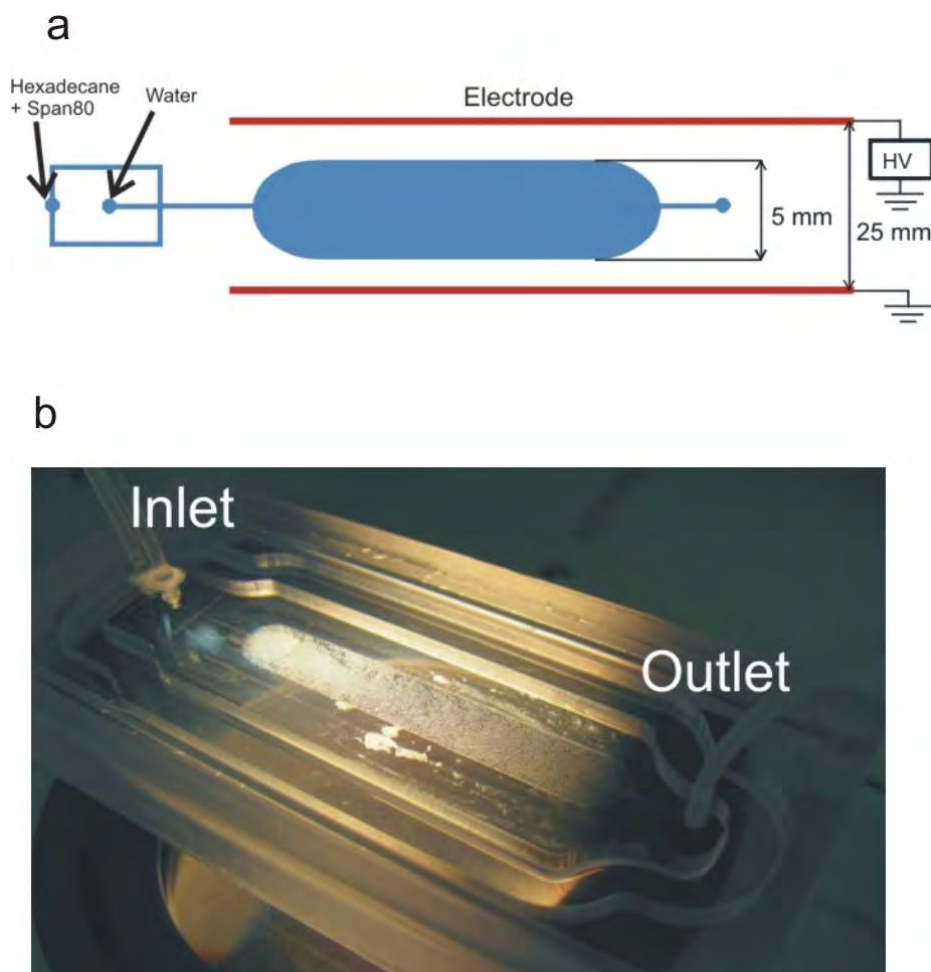 a
Hexadecane
+ Span80
Water
Electrode
HV
5 mm
25 mm
b
Inlet
Outlet